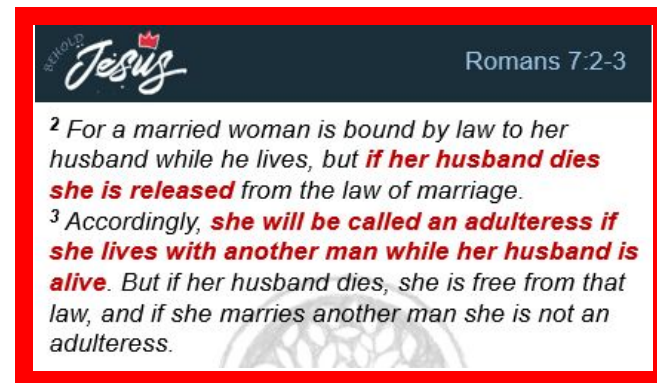 BEHOLD
Jesus
Romans 7:2-3
2 For a married woman is bound by law to her
husband while he lives, but if her husband dies
she is released from the law of marriage.
3 Accordingly, she will be called an adulteress if
she lives with another man while her husband is
alive. But if her husband dies, she is free from that
law, and if she marries another man she is not an
adulteress.